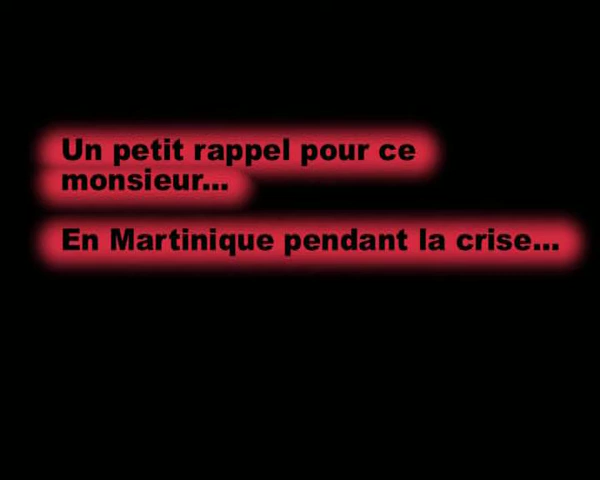 Un petit rappel pour ce
monsieur...
En Martinique pendant la crise...